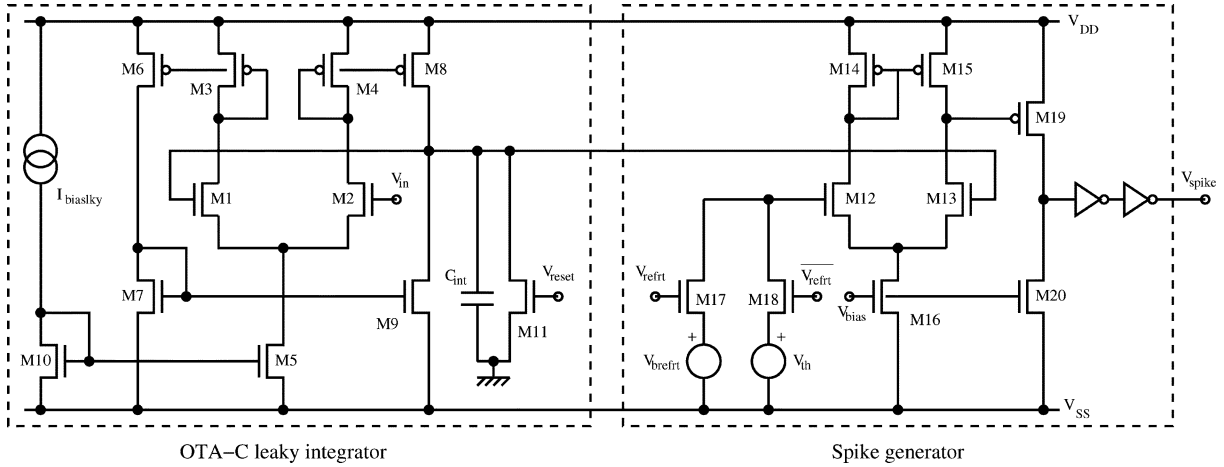 V_DD
M6
M3
M4
M8
M14
M15
M19
I_biaslky
M1
M2
V_in
M12
M13
V_spike
C_int
V_reset
V_refrt
V_refrt
M7
M9
M11
M17
M18
V_bias
M16
M20
M10
M5
+
V_brefrt
+
V_th
V_SS
OTA−C leaky integrator
Spike generator